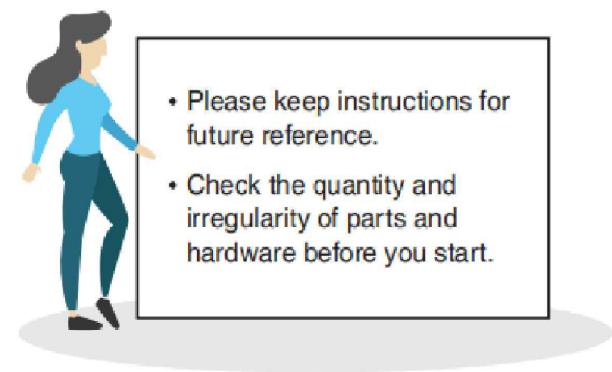 • Please keep instructions for
future reference.
• Check the quantity and
irregularity of parts and
hardware before you start.